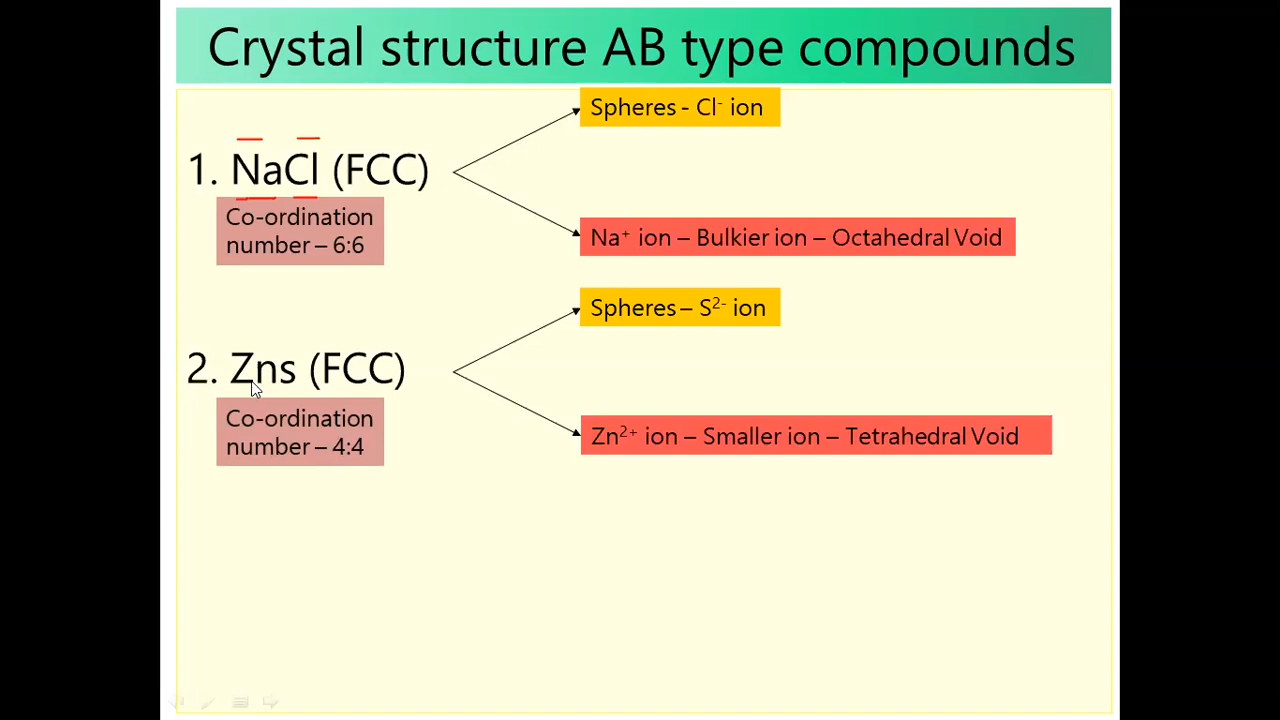 Crystal structure AB type compounds
Spheres - Cl⁻ ion
1. NaCl (FCC)
Co-ordination
number – 6:6
Na⁺ ion – Bulkier ion – Octahedral Void
Spheres – S²⁻ ion
2. Zns (FCC)
Co-ordination
number – 4:4
Zn²⁺ ion – Smaller ion – Tetrahedral Void